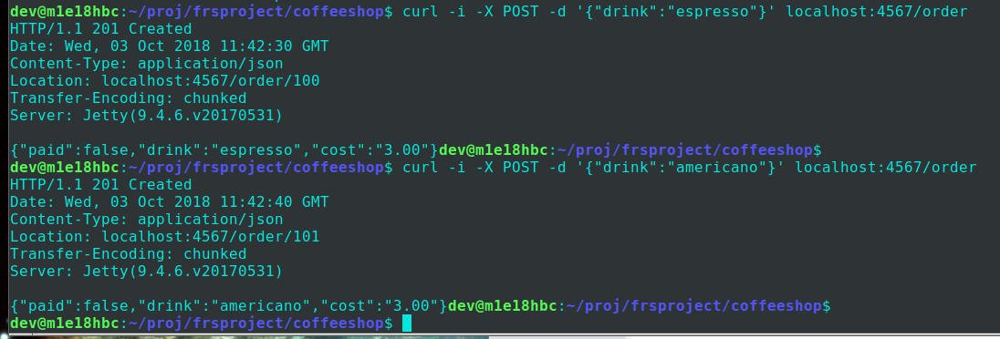 dev@m1e18hbc:~/proj/frsproject/coffeeshop$ curl -i -X POST -d '{"drink":"espresso"}' localhost:4567/order
HTTP/1.1 201 Created
Date: Wed, 03 Oct 2018 11:42:30 GMT
Content-Type: application/json
Location: localhost:4567/order/100
Transfer-Encoding: chunked
Server: Jetty(9.4.6.v20170531)

{"paid":false,"drink":"espresso","cost":"3.00"}dev@m1e18hbc:~/proj/frsproject/coffeeshop$
dev@m1e18hbc:~/proj/frsproject/coffeeshop$ curl -i -X POST -d '{"drink":"americano"}' localhost:4567/order
HTTP/1.1 201 Created
Date: Wed, 03 Oct 2018 11:42:40 GMT
Content-Type: application/json
Location: localhost:4567/order/101
Transfer-Encoding: chunked
Server: Jetty(9.4.6.v20170531)

{"paid":false,"drink":"americano","cost":"3.00"}dev@m1e18hbc:~/proj/frsproject/coffeeshop$
dev@m1e18hbc:~/proj/frsproject/coffeeshop$